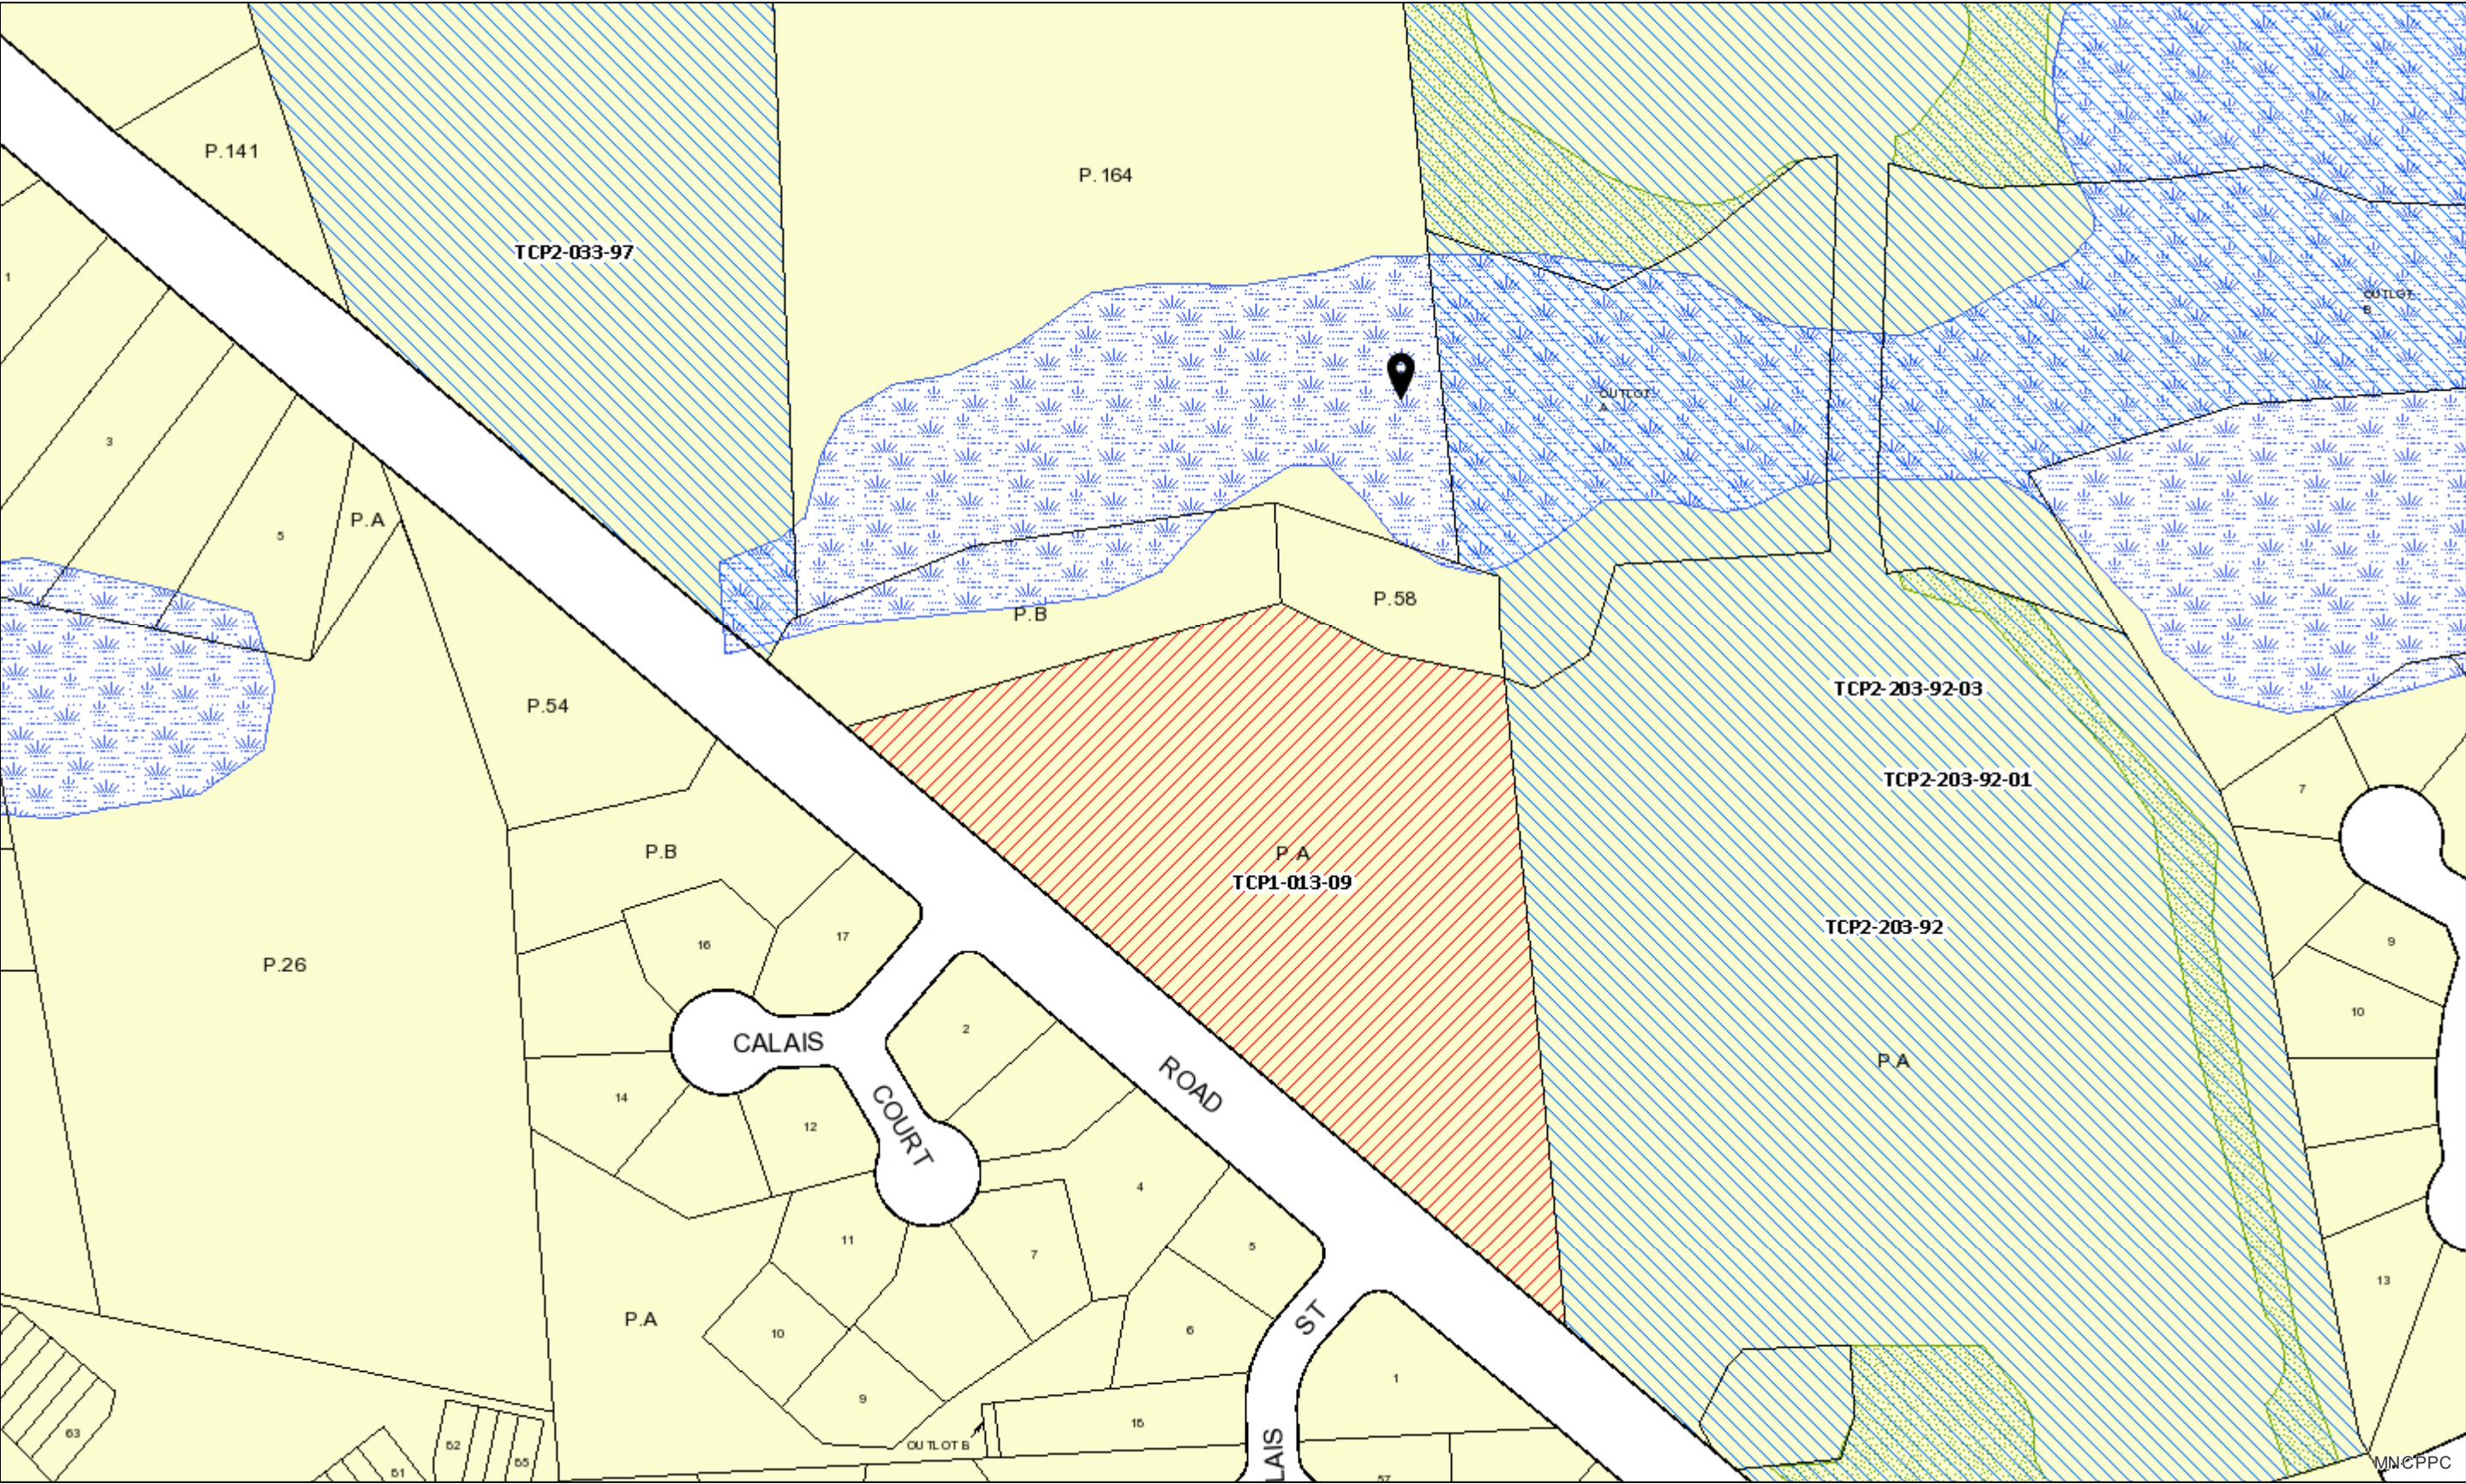 P.141
P.164
TCP2-033-97
1
OUTLOT
B
OUTLOT
A
3
5
P.A
P.58
P.B
TCP2-203-92-03
P.54
TCP2-203-92-01
7
P.B
P.A
TCP1-013-09
TCP2-203-92
17
16
9
P.26
10
2
CALAIS
P.A
ROAD
14
COURT
12
4
11
5
7
13
P.A
ST
10
6
1
9
15
63
62
OUTLOT B
LAIS
65
61
57
MNCPPC